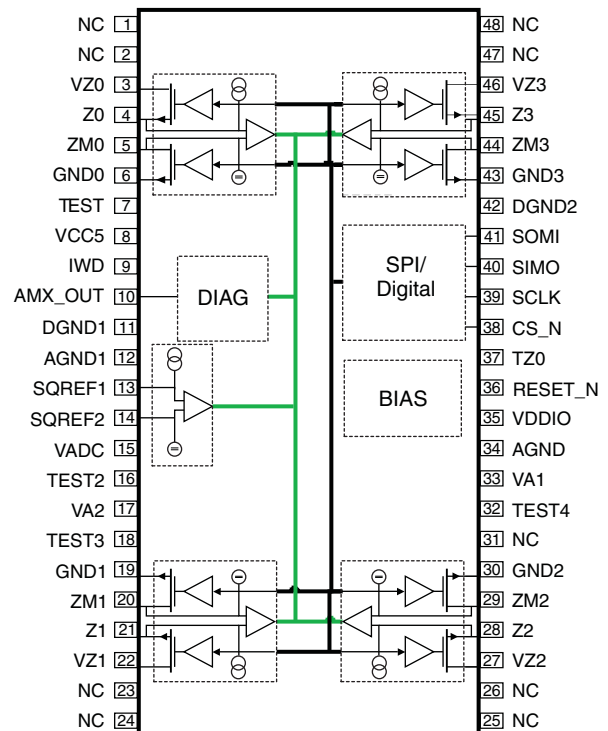 NC 1 48 NC
NC 2 47 NC
VZ0 3 46 VZ3
Z0 4 45 Z3
ZM0 5 44 ZM3
GND0 6 43 GND3
TEST 7 42 DGND2
VCC5 8 41 SOMI
IWD 9 40 SIMO
AMX_OUT 10 39 SCLK
DGND1 11 38 CS_N
AGND1 12 37 TZ0
SQREF1 13 36 RESET_N
SQREF2 14 35 VDDIO
VADC 15 34 AGND
TEST2 16 33 VA1
VA2 17 32 TEST4
TEST3 18 31 NC
GND1 19 30 GND2
ZM1 20 29 ZM2
Z1 21 28 Z2
VZ1 22 27 VZ2
NC 23 26 NC
NC 24 25 NC
DIAG
SPI/
Digital
BIAS